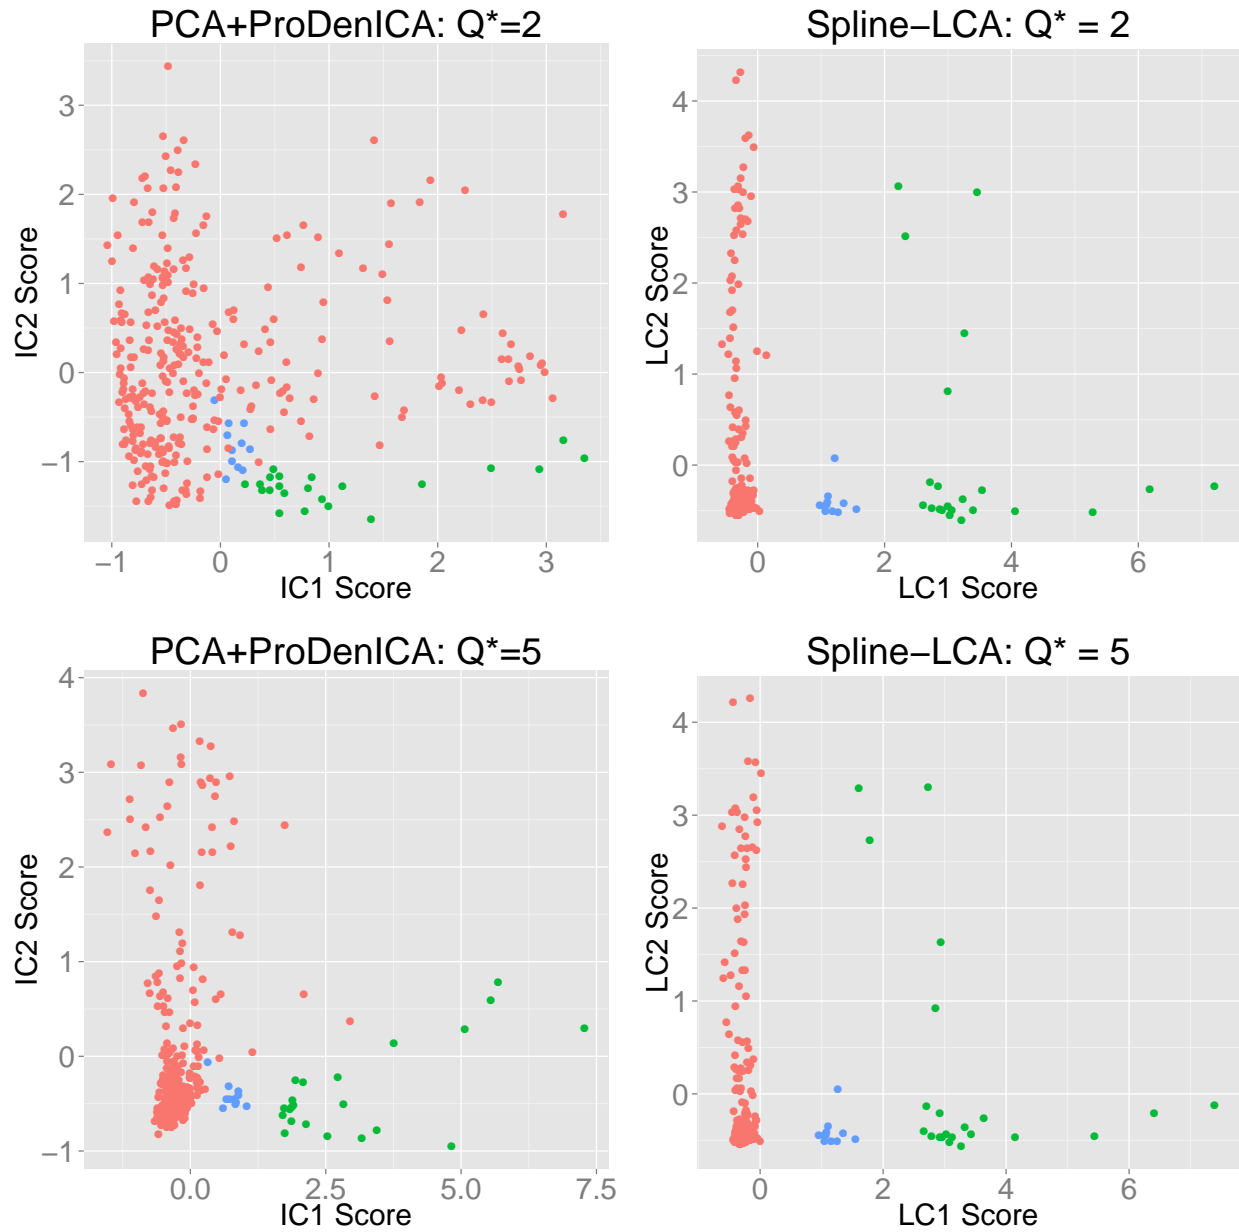 PCA+ProDenICA: Q*=2
3
2
1
0
−1
IC2 Score
−1 0 1 2 3
IC1 Score
Spline−LCA: Q* = 2
4
3
2
1
0
LC2 Score
0 2 4 6
LC1 Score
PCA+ProDenICA: Q*=5
4
3
2
1
0
−1
IC2 Score
0.0 2.5 5.0 7.5
IC1 Score
Spline−LCA: Q* = 5
4
3
2
1
0
LC2 Score
0 2 4 6
LC1 Score